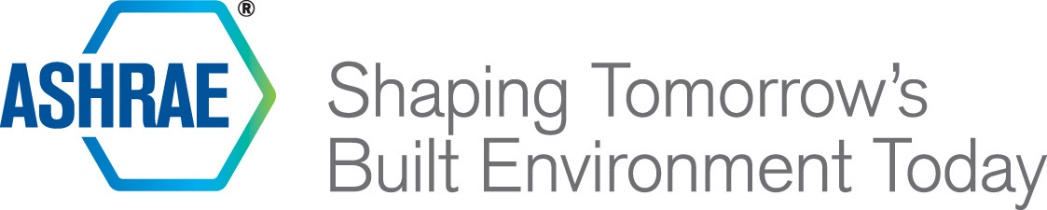 ASHRAE®
Shaping Tomorrow's
Built Environment Today